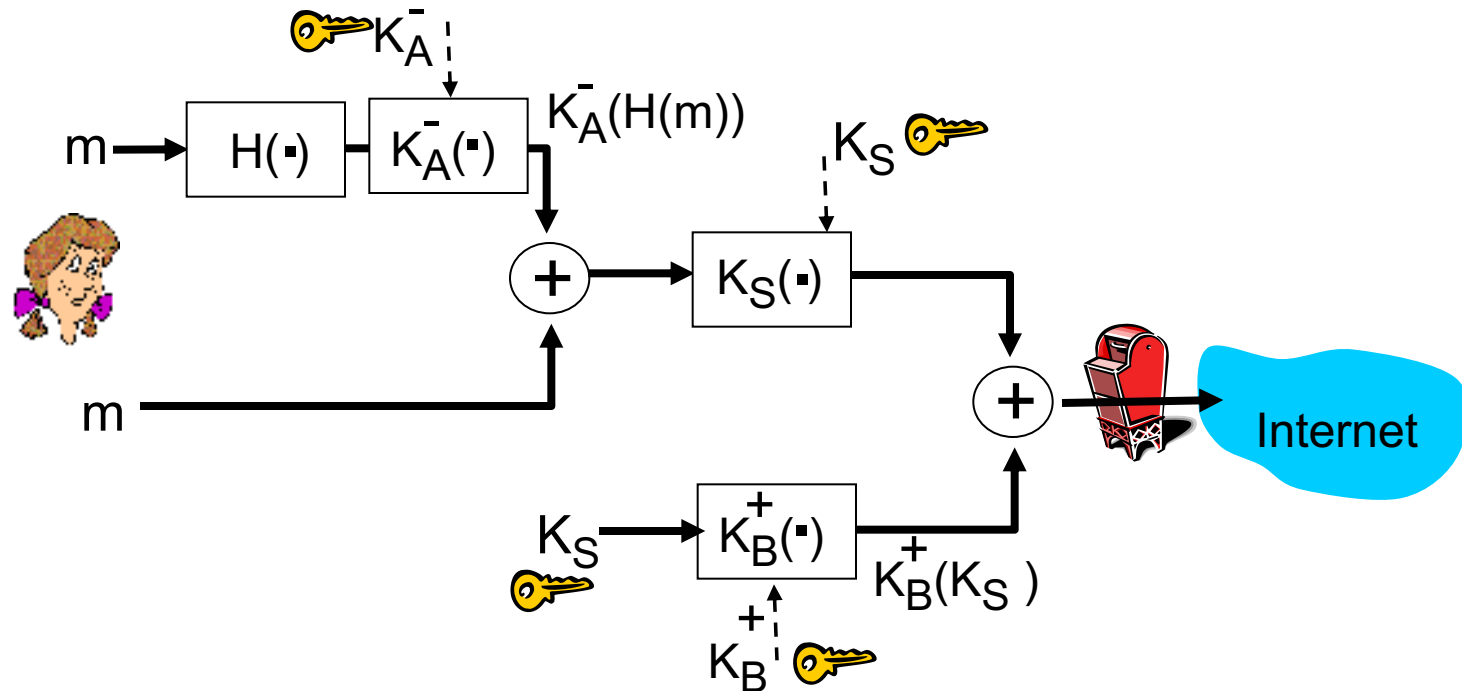 K_A^-
m
H(▪)
K_A^-(▪)
K_A^-(H(m))
K_S
+
K_S(▪)
m
+
Internet
K_S
K_B^+(▪)
K_B^+(K_S )
K_B^+